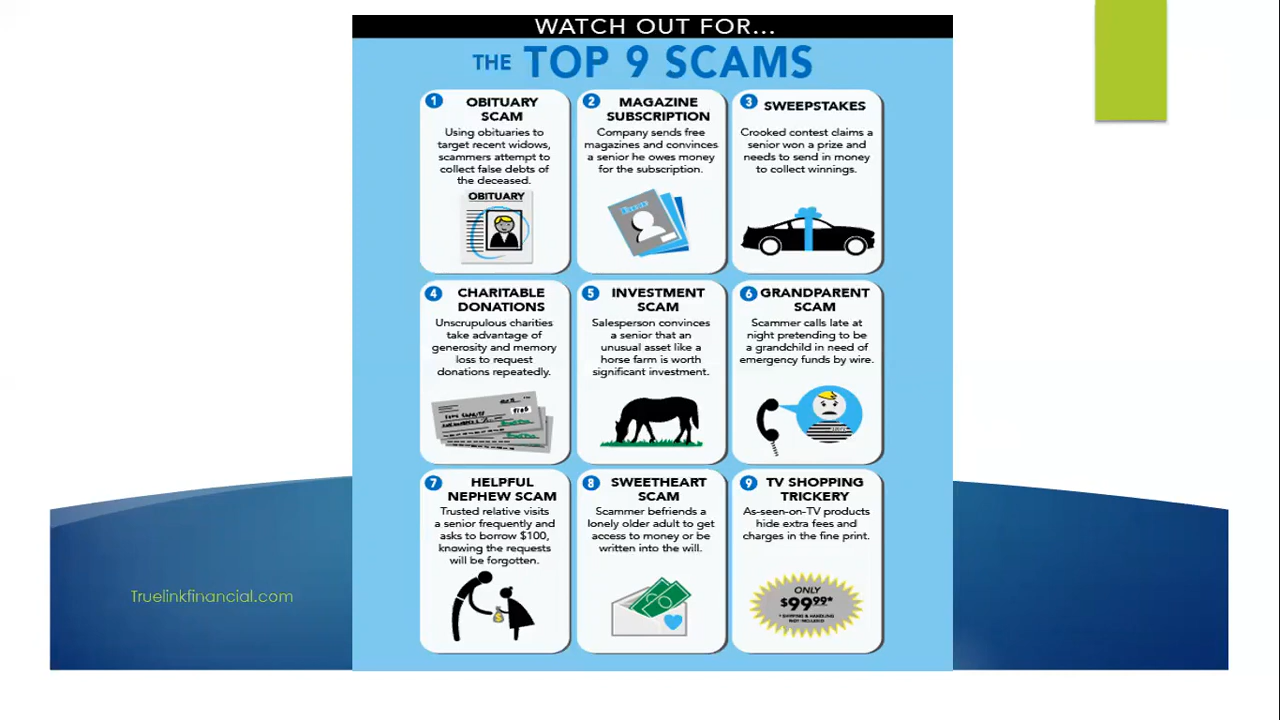 WATCH OUT FOR...
THE TOP 9 SCAMS
1 OBITUARY
SCAM
Using obituaries to
target recent widows,
scammers attempt to
collect false debts of
the deceased.
OBITUARY
2 MAGAZINE
SUBSCRIPTION
Company sends free
magazines and convinces
a senior he owes money
for the subscription.
3 SWEEPSTAKES
Crooked contest claims a
senior won a prize and
needs to send in money
to collect winnings.
4 CHARITABLE
DONATIONS
Unscrupulous charities
take advantage of
generosity and memory
loss to request
donations repeatedly.
5 INVESTMENT
SCAM
Salesperson convinces
a senior that an
unusual asset like a
horse farm is worth
significant investment.
6 GRANDPARENT
SCAM
Scammer calls late at
night pretending to be
a grandchild in need of
emergency funds by wire.
7 HELPFUL
NEPHEW SCAM
Trusted relative visits
a senior frequently and
asks to borrow $100,
knowing the requests
will be forgotten.
8 SWEETHEART
SCAM
Scammer befriends a
lonely older adult to get
access to money or be
written into the will.
9 TV SHOPPING
TRICKERY
As-seen-on-TV products
hide extra fees and
charges in the fine print.
ONLY
$99.99*
* SHIPPING & HANDLING
NOT INCLUDED
Truelinkfinancial.com